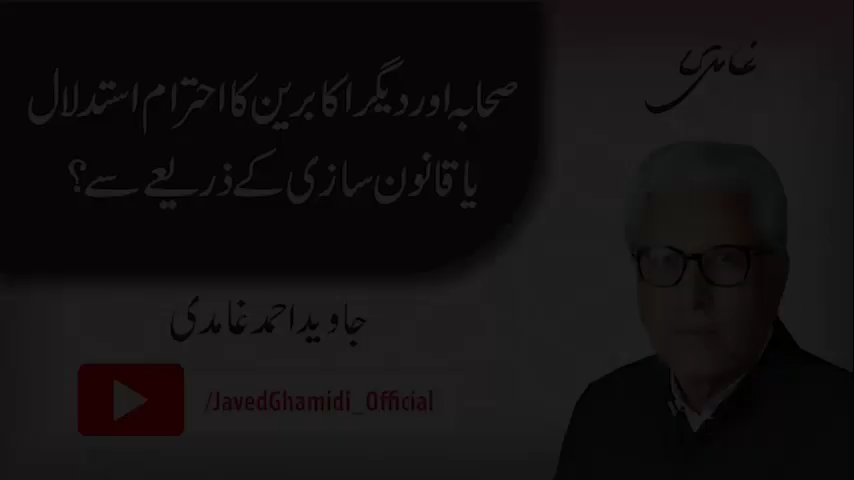 غامدی
صحابہ اور دیگر اکابرین کا احترام استدلال
یا قانون سازی کے ذریعے سے؟
جاوید احمد غامدی
/JavedGhamidi_Official